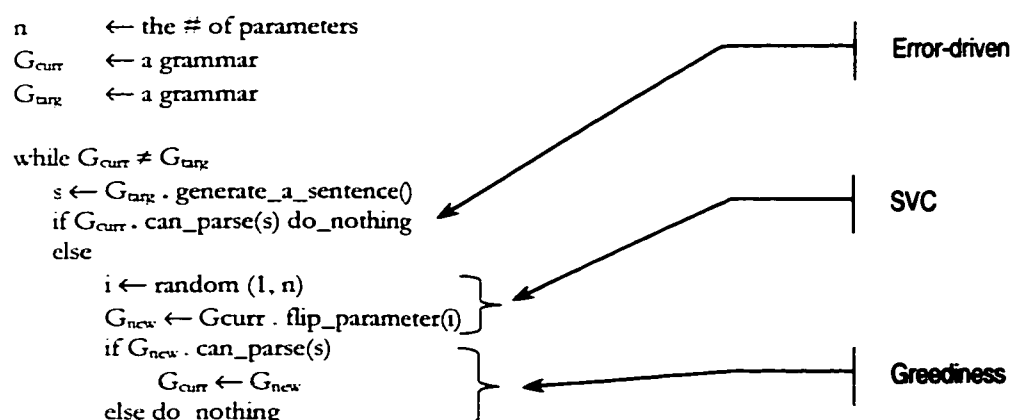 n ← the # of parameters
Gcurr ← a grammar
Gtarg ← a grammar
while Gcurr ≠ Gtarg
s ← Gtarg . generate_a_sentence()
if Gcurr . can_parse(s) do_nothing
else
i ← random (1, n)
Gnew ← Gcurr . flip_parameter(i)
if Gnew . can_parse(s)
Gcurr ← Gnew
else do_nothing
Error-driven
SVC
Greediness